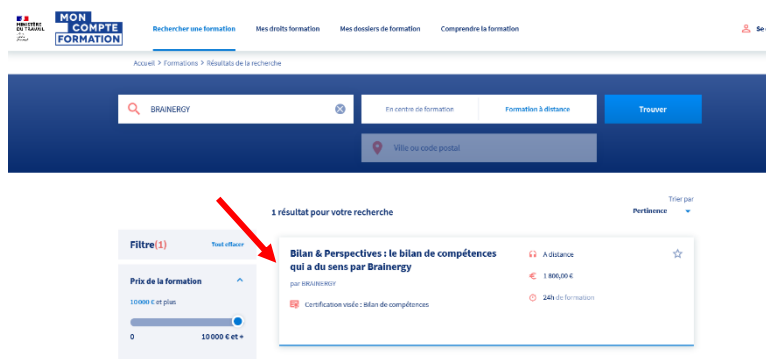 MINISTÈRE
DU TRAVAIL
MON
COMPTE
FORMATION
Rechercher une formation
Mes droits formation
Mes dossiers de formation
Comprendre la formation
Se
Accueil > Formations > Résultats de la recherche
BRAINERGY
En centre de formation
Formation à distance
Trouver
Ville ou code postal
1 résultat pour votre recherche
Trier par
Pertinence
Filtre(1)
Tout effacer
Prix de la formation
10 000 € et plus
0
10 000 € et +
Bilan & Perspectives : le bilan de compétences
qui a du sens par Brainergy
par BRAINERGY
Certification visée : Bilan de compétences
A distance
1 800,00 €
24h de formation